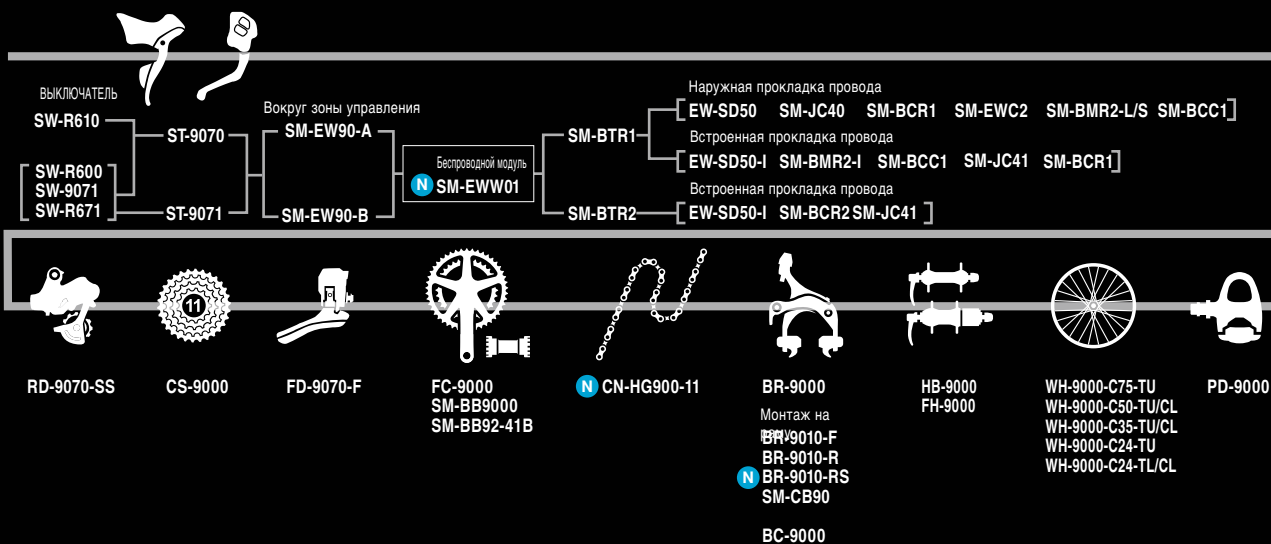 ВЫКЛЮЧАТЕЛЬ
SW-R610
SW-R600
SW-9071
SW-R671
ST-9070
ST-9071
Вокруг зоны управления
SM-EW90-A
SM-EW90-B
Беспроводной модуль
N SM-EWW01
SM-BTR1
SM-BTR2
Наружная прокладка провода
EW-SD50 SM-JC40 SM-BCR1 SM-EWC2 SM-BMR2-L/S SM-BCC1
Встроенная прокладка провода
EW-SD50-I SM-BMR2-I SM-BCC1 SM-JC41 SM-BCR1
Встроенная прокладка провода
EW-SD50-I SM-BCR2 SM-JC41
11
RD-9070-SS
CS-9000
FD-9070-F
FC-9000
SM-BB9000
SM-BB92-41B
N CN-HG900-11
BR-9000
Монтаж на
раму
BR-9010-F
BR-9010-R
N BR-9010-RS
SM-CB90
BC-9000
HB-9000
FH-9000
WH-9000-C75-TU
WH-9000-C50-TU/CL
WH-9000-C35-TU/CL
WH-9000-C24-TU
WH-9000-C24-TL/CL
PD-9000